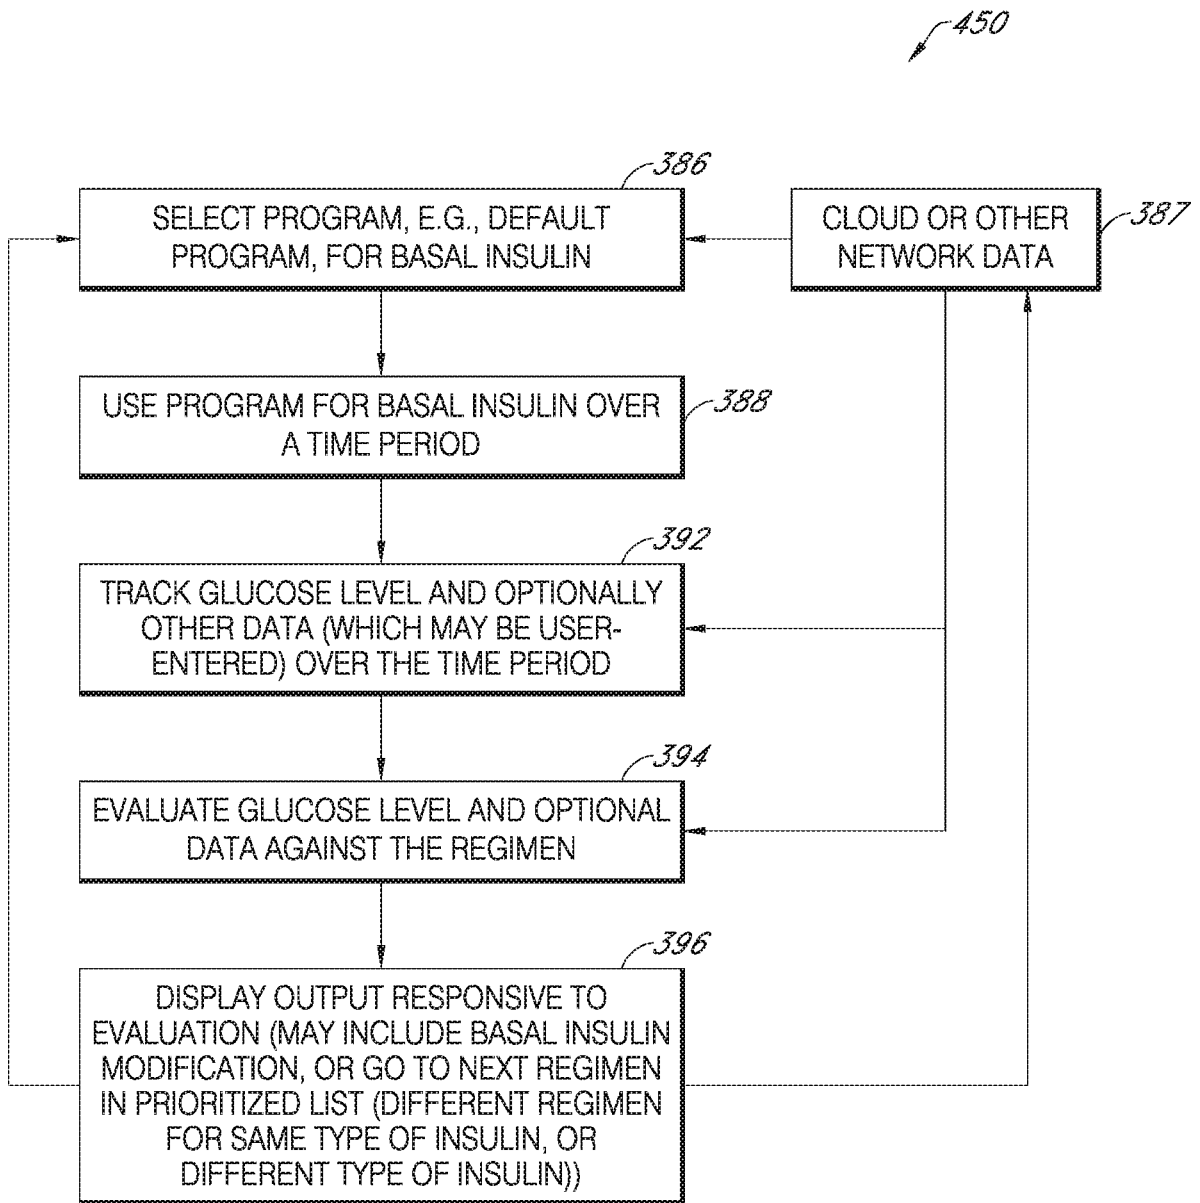 450
386
SELECT PROGRAM, E.G., DEFAULT
PROGRAM, FOR BASAL INSULIN
CLOUD OR OTHER
NETWORK DATA
387
USE PROGRAM FOR BASAL INSULIN OVER
A TIME PERIOD
388
392
TRACK GLUCOSE LEVEL AND OPTIONALLY
OTHER DATA (WHICH MAY BE USER-
ENTERED) OVER THE TIME PERIOD
394
EVALUATE GLUCOSE LEVEL AND OPTIONAL
DATA AGAINST THE REGIMEN
396
DISPLAY OUTPUT RESPONSIVE TO
EVALUATION (MAY INCLUDE BASAL INSULIN
MODIFICATION, OR GO TO NEXT REGIMEN
IN PRIORITIZED LIST (DIFFERENT REGIMEN
FOR SAME TYPE OF INSULIN, OR
DIFFERENT TYPE OF INSULIN))